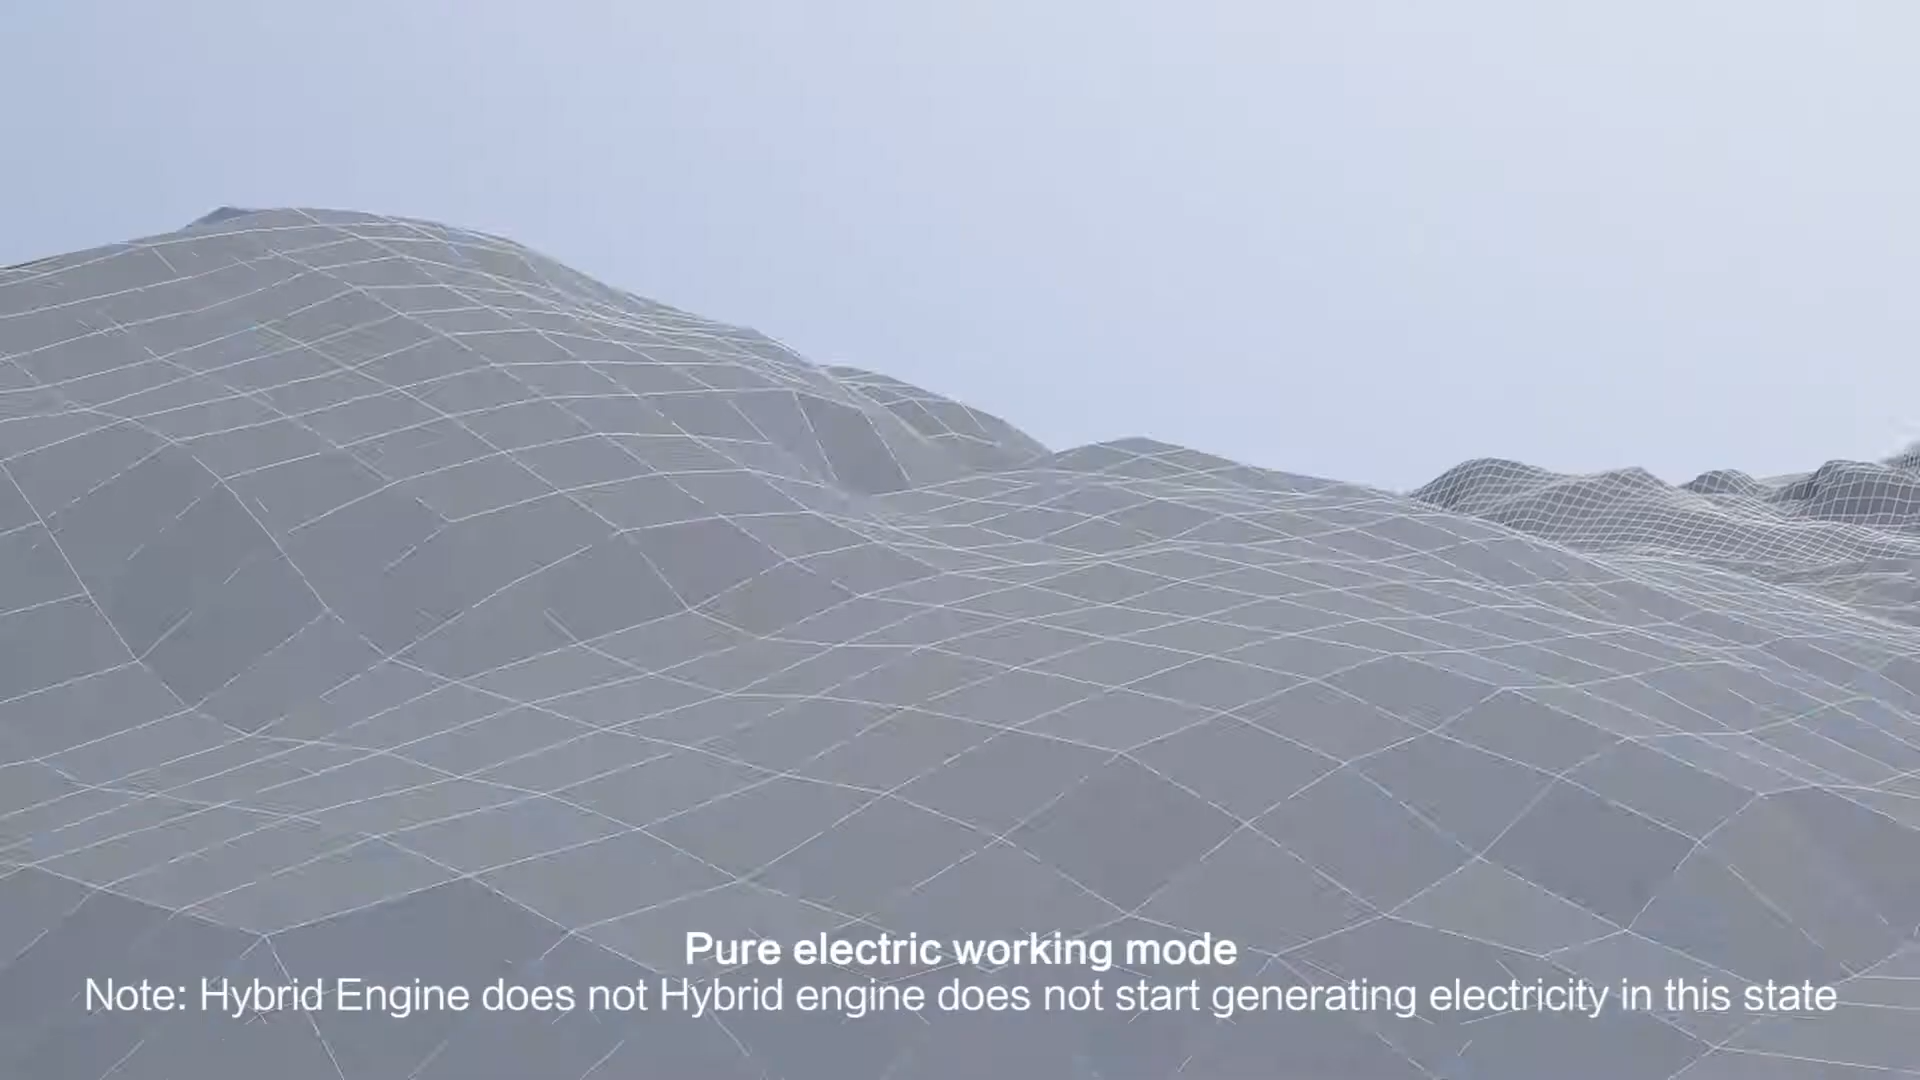 Pure electric working mode
Note: Hybrid Engine does not Hybrid engine does not start generating electricity in this state